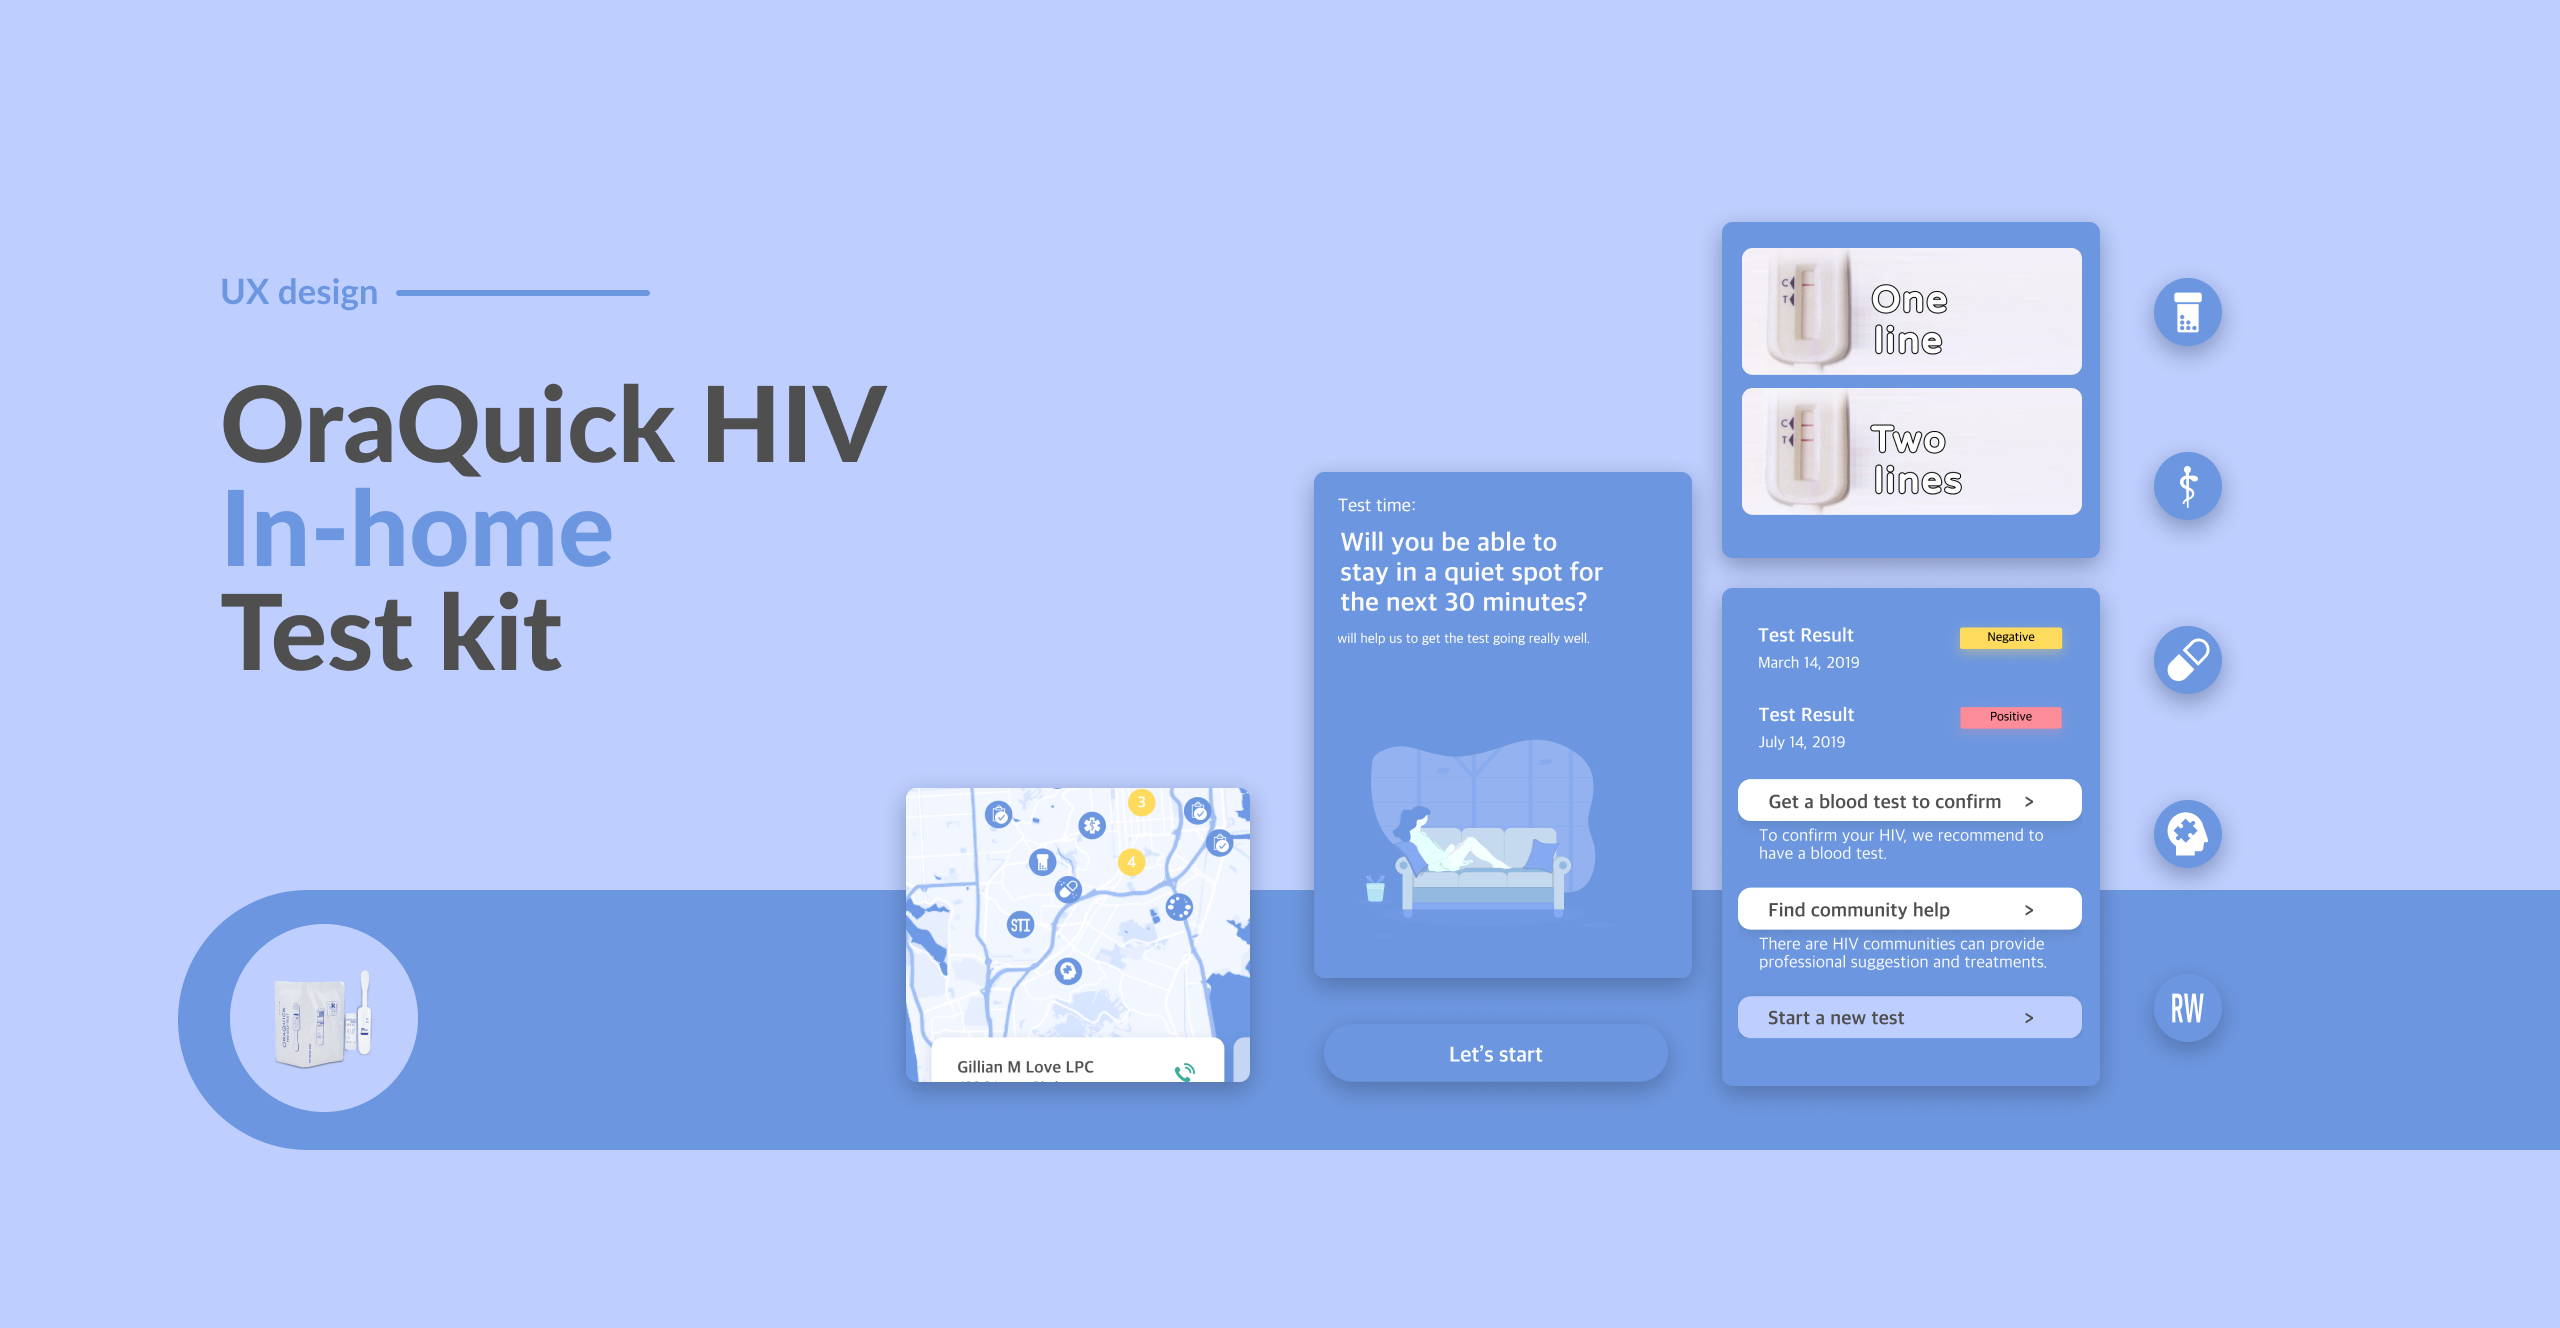 UX design
OraQuick HIV
In-home
Test kit
3
4
STI
Gillian M Love LPC
Test time:
Will you be able to
stay in a quiet spot for
the next 30 minutes?
will help us to get the test going really well.
Let's start
C
T
One
line
C
T
Two
lines
Test Result
Negative
March 14, 2019
Test Result
Positive
July 14, 2019
Get a blood test to confirm >
To confirm your HIV, we recommend to
have a blood test.
Find community help >
There are HIV communities can provide
professional suggestion and treatments.
Start a new test >
RW